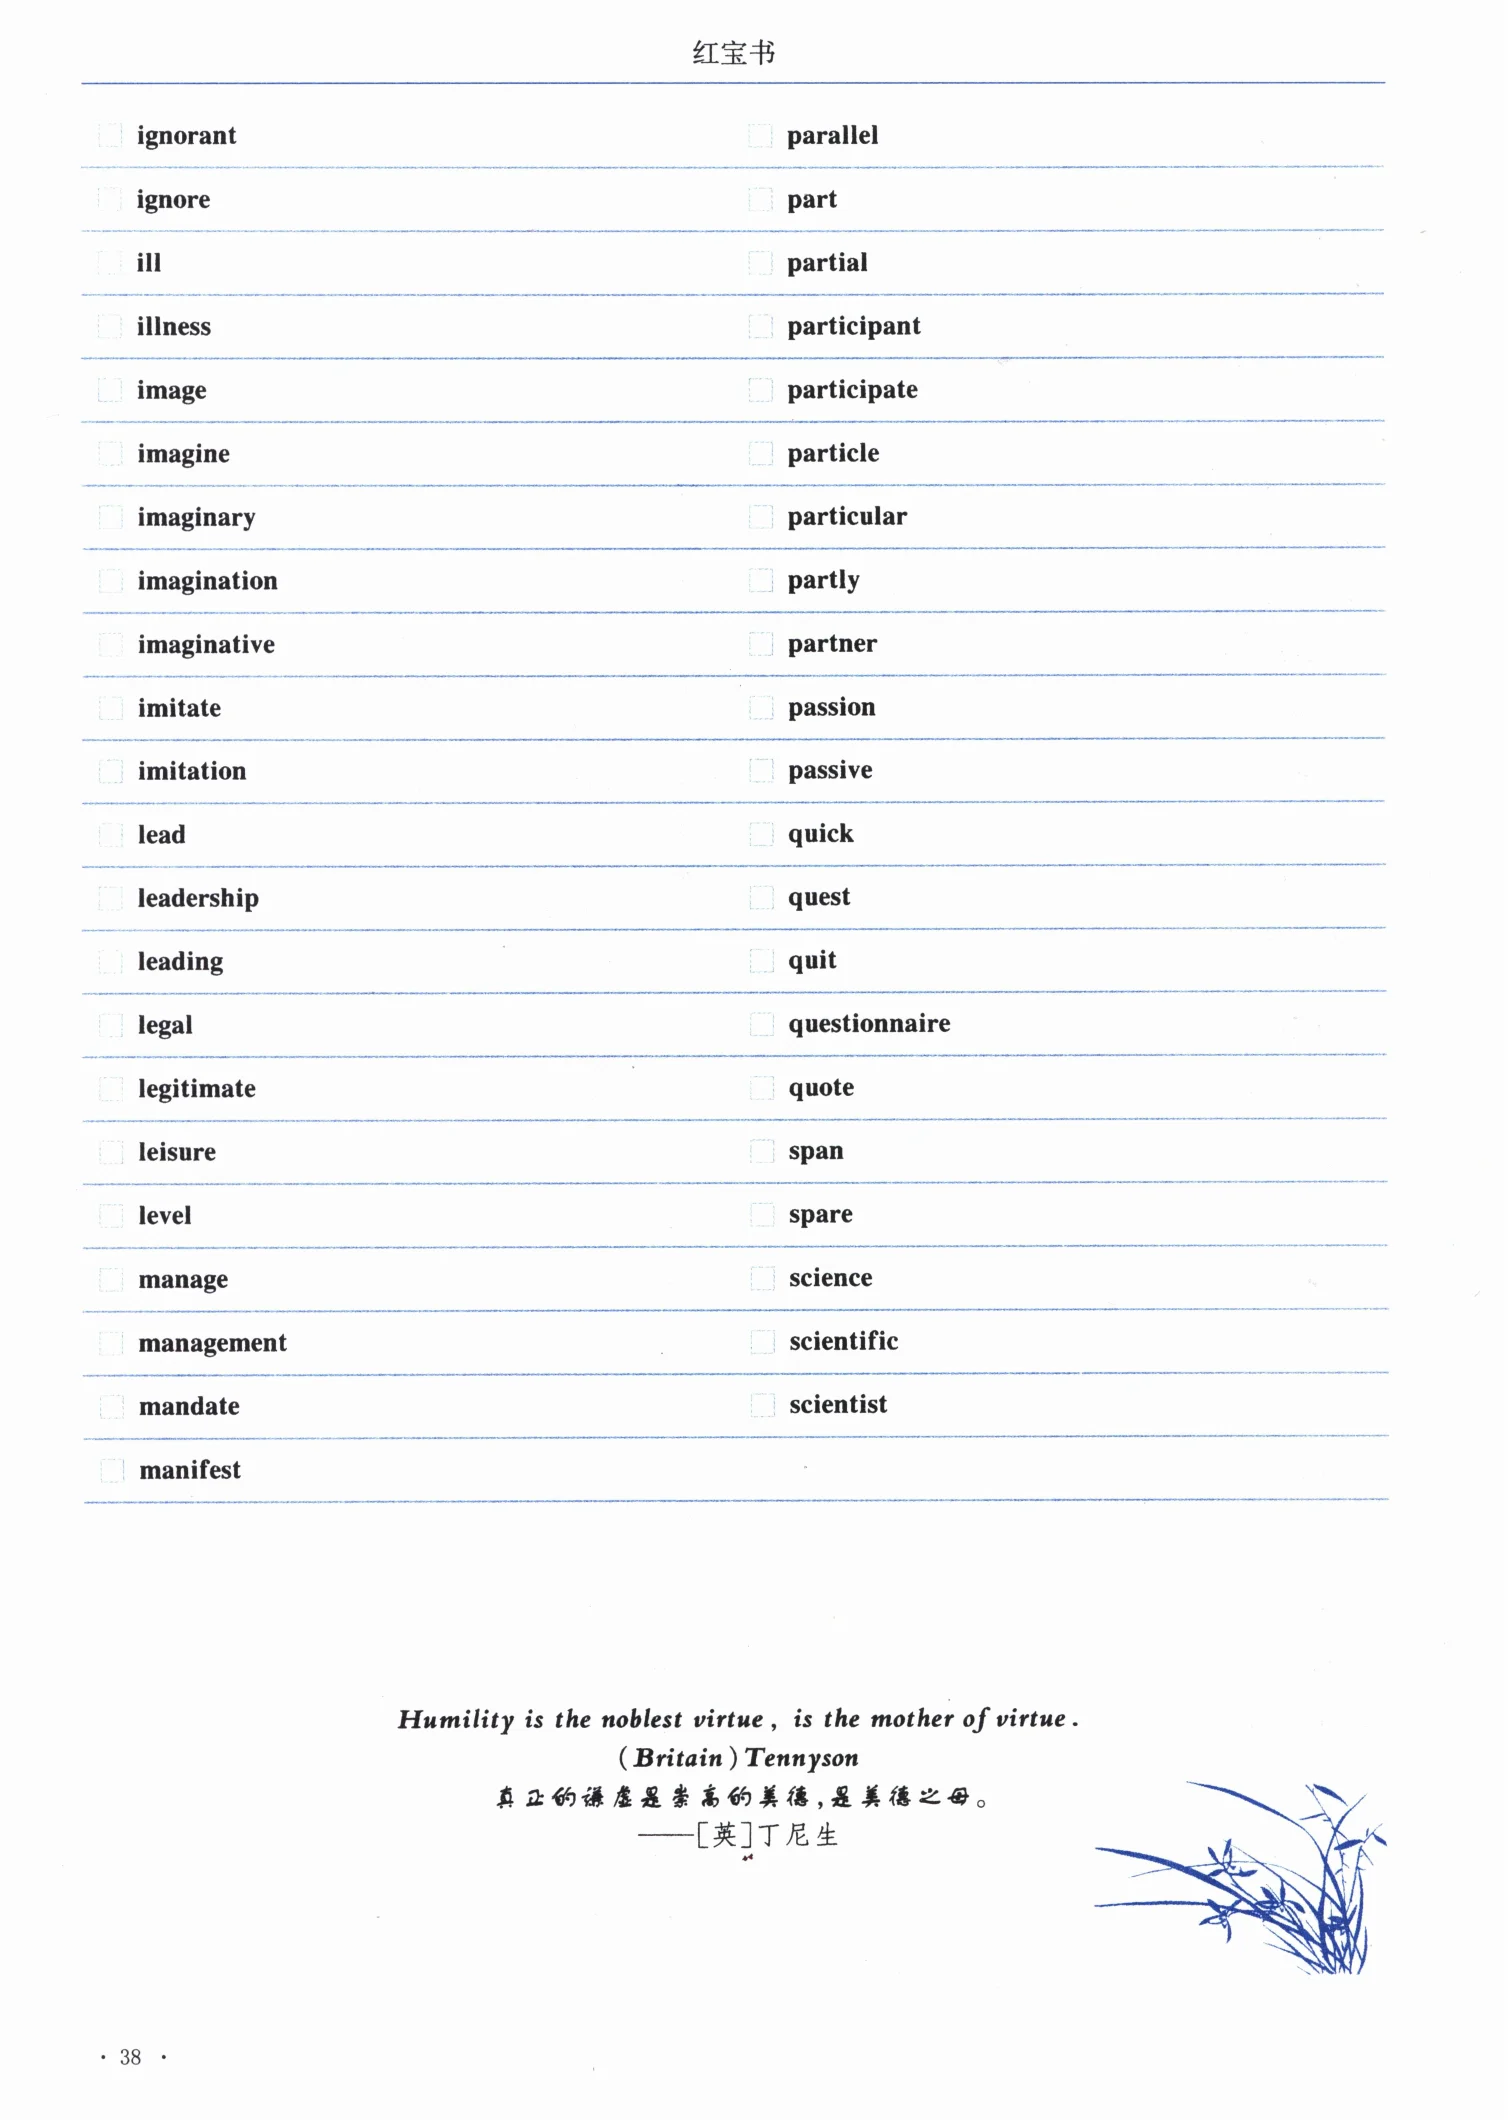 红宝书
ignorant
ignore
ill
illness
image
imagine
imaginary
imagination
imaginative
imitate
imitation
lead
leadership
leading
legal
legitimate
leisure
level
manage
management
mandate
manifest
parallel
part
partial
participant
participate
particle
particular
partly
partner
passion
passive
quick
quest
quit
questionnaire
quote
span
spare
science
scientific
scientist
Humility is the noblest virtue, is the mother of virtue.
(Britain) Tennyson
真正的谦虚是崇高的美德,是美德之母。
——[英]丁尼生
· 38 ·